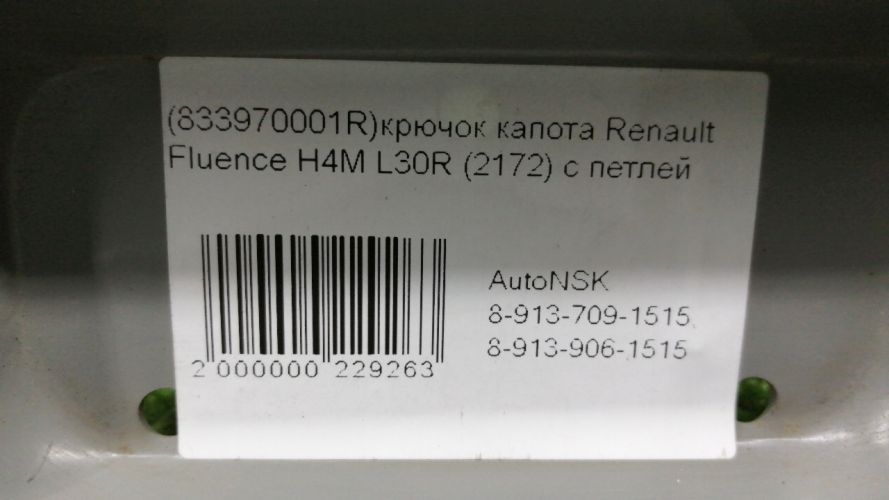 (833970001R)крючок капота Renault
Fluence H4M L30R (2172) с петлей
AutoNSK
8-913-709-1515,
8-913-906-1515
2 000000 229263